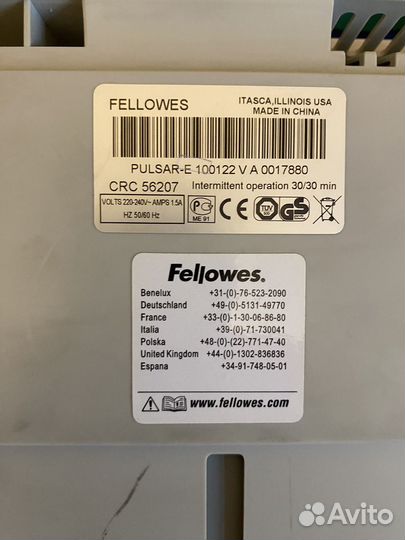 FELLOWES
ITASCA,ILLINOIS USA
MADE IN CHINA
PULSAR-E 100122 V A 0017880
CRC 56207 Intermittent operation 30/30 min
VOLTS 220-240V~ AMPS 1.5A
HZ 50/60 Hz
ME 91
CE
TÜV
GS
Fellowes.
Benelux +31-(0)-76-523-2090
Deutschland +49-(0)-5131-49770
France +33-(0)-1-30-06-86-80
Italia +39-(0)-71-730041
Polska +48-(0)-(22)-771-47-40
United Kingdom +44-(0)-1302-836836
Espana +34-91-748-05-01
www.fellowes.com
Avito